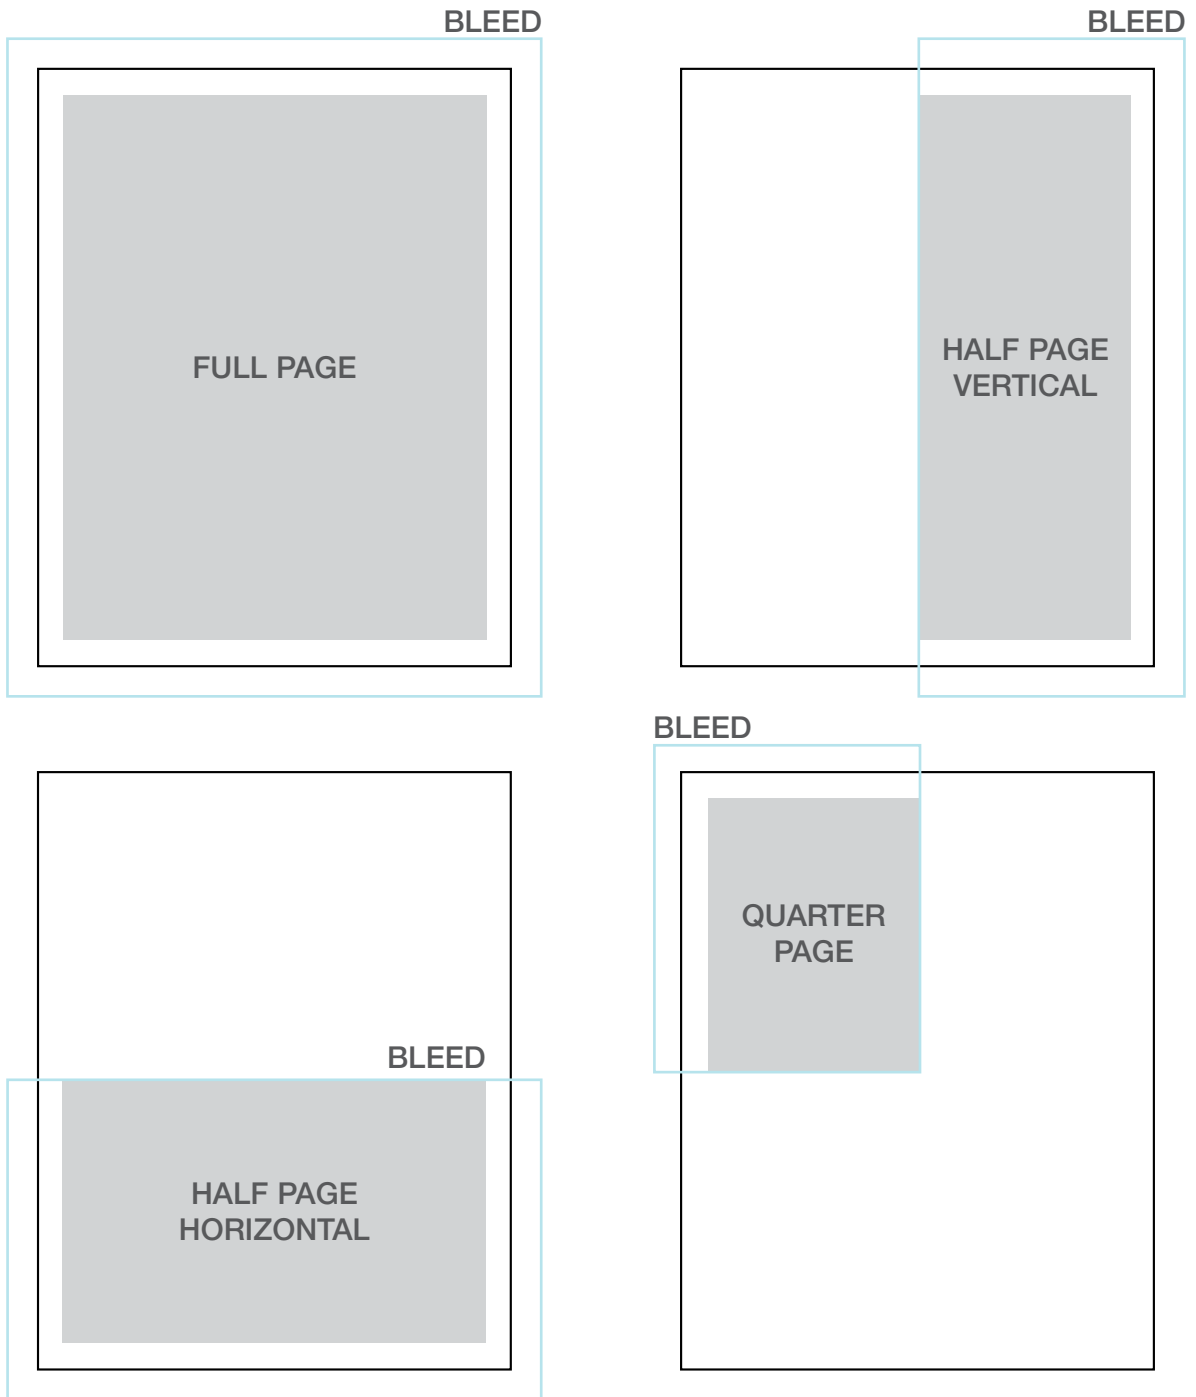 BLEED
FULL PAGE
BLEED
HALF PAGE
VERTICAL
BLEED
HALF PAGE
HORIZONTAL
BLEED
QUARTER
PAGE